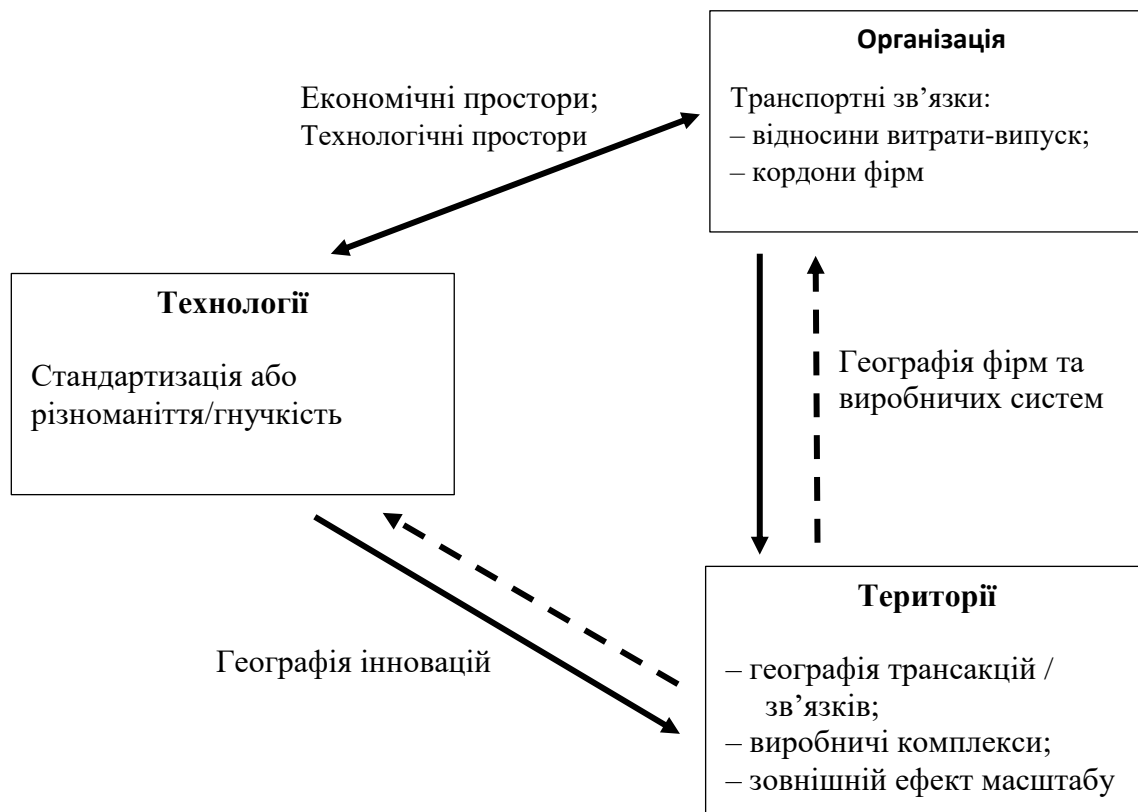 Організація
Транспортні зв’язки:
– відносини витрати-випуск;
– кордони фірм
Економічні простори;
Технологічні простори
Технології
Стандартизація або
різноманіття/гнучкість
Географія фірм та
виробничих систем
Географія інновацій
Території
– географія трансакцій /
зв’язків;
– виробничі комплекси;
– зовнішній ефект масштабу